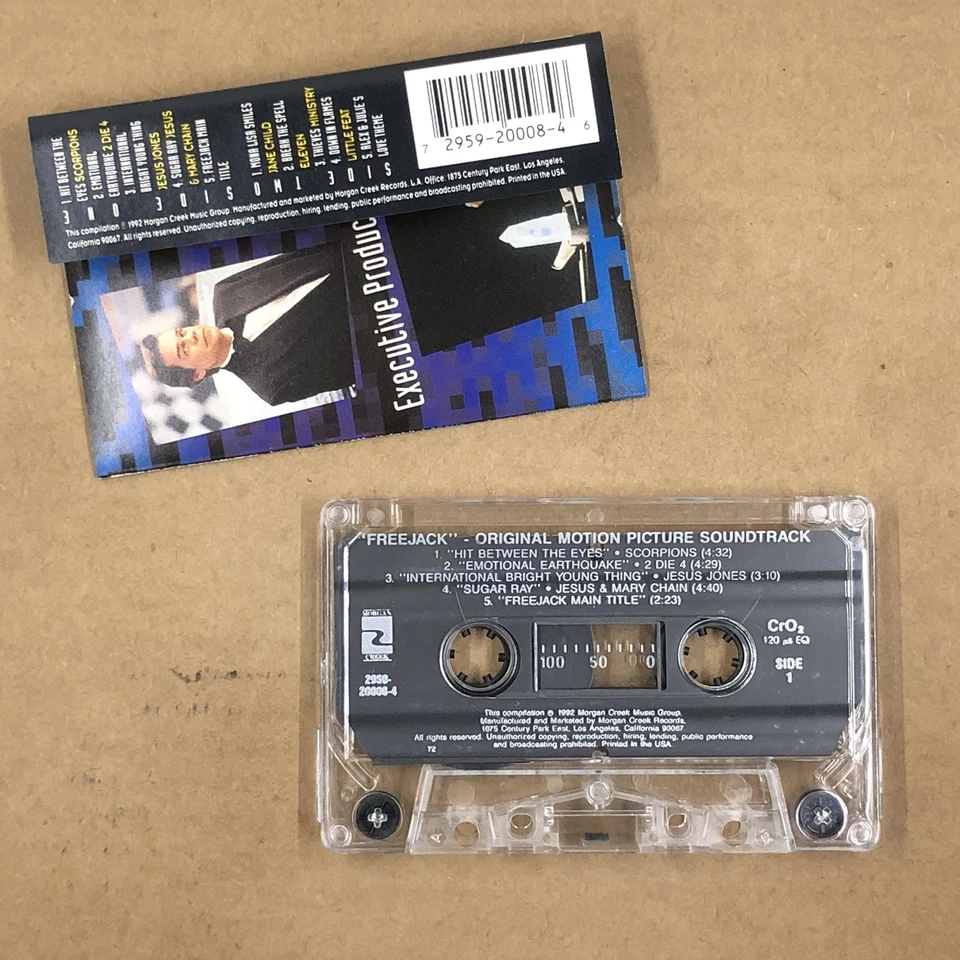 1. HIT BETWEEN THE
EYES SCORPIONS
2. EMOTIONAL
EARTHQUAKE 2 DIE 4
3. INTERNATIONAL
BRIGHT YOUNG THING
JESUS JONES
4. SUGAR RAY JESUS
& MARY CHAIN
5. FREEJACK MAIN
TITLE
SIDE ONE
1. MONA LISA SMILES
JANE CHILD
2. BREAK THE SPELL
ELEVEN
3. THIEVES MINISTRY
4. DOWN IN FLAMES
LITTLE FEAT
5. ALEX & JULIE'S
LOVE THEME
SIDE TWO
7 2959-20008-4 6
This compilation ℗ 1992 Morgan Creek Music Group. Manufactured and marketed by Morgan Creek Records. L.A. Office: 1875 Century Park East, Los Angeles,
California 90067. All rights reserved. Unauthorized copying, reproduction, hiring, lending, public performance and broadcasting prohibited. Printed in the USA.
Executive Produc
"FREEJACK" - ORIGINAL MOTION PICTURE SOUNDTRACK
1. "HIT BETWEEN THE EYES" • SCORPIONS (4:32)
2. "EMOTIONAL EARTHQUAKE" • 2 DIE 4 (4:29)
3. "INTERNATIONAL BRIGHT YOUNG THING" • JESUS JONES (3:10)
4. "SUGAR RAY" • JESUS & MARY CHAIN (4:40)
5. "FREEJACK MAIN TITLE" (2:23)
MORGAN
CREEK
2959-
20008-4
100 50 0
CrO₂
120 µs EQ
SIDE
1
This compilation ℗ 1992 Morgan Creek Music Group.
Manufactured and Marketed by Morgan Creek Records,
1875 Century Park East, Los Angeles, California 90067
All rights reserved. Unauthorized copying, reproduction, hiring, lending, public performance
and broadcasting prohibited. Printed in the USA
T2